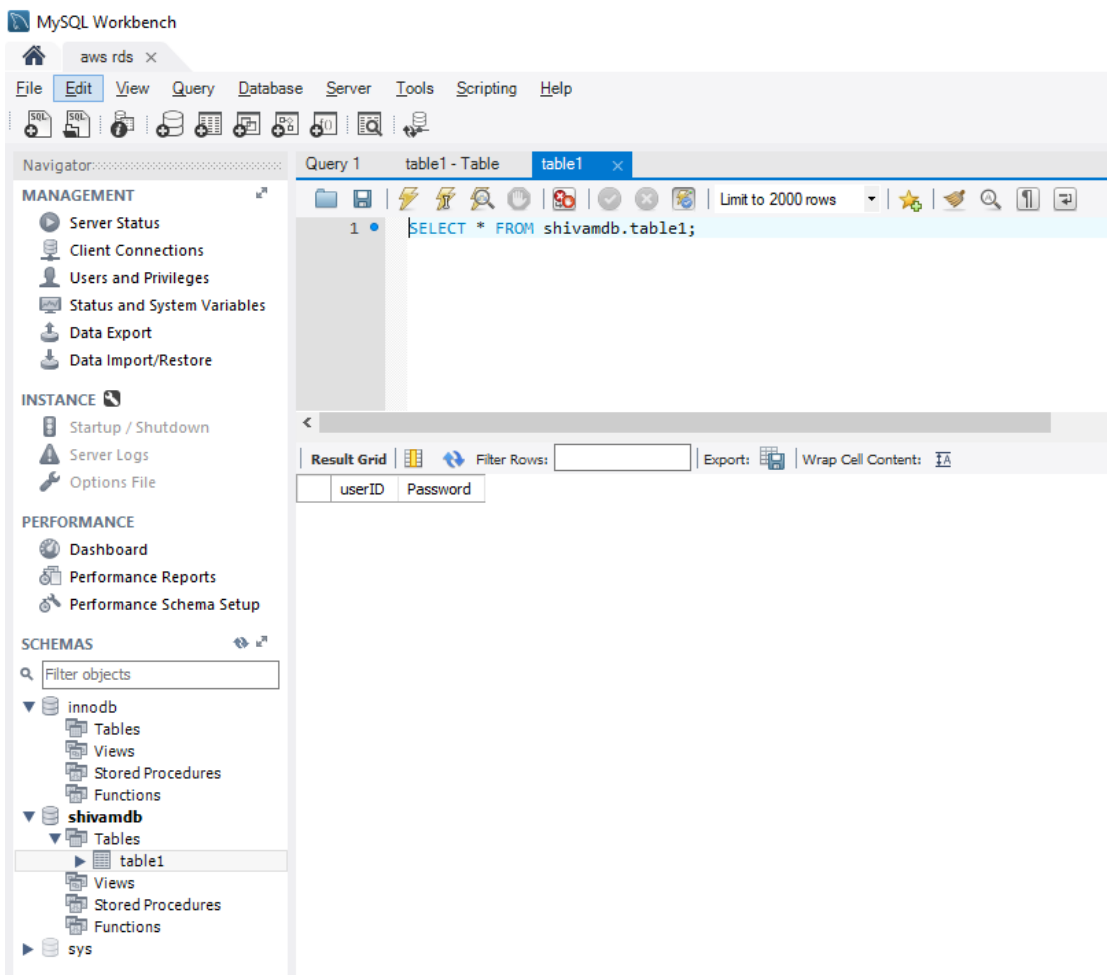 MySQL Workbench
aws rds
File Edit View Query Database Server Tools Scripting Help
Navigator
MANAGEMENT
Server Status
Client Connections
Users and Privileges
Status and System Variables
Data Export
Data Import/Restore
INSTANCE
Startup / Shutdown
Server Logs
Options File
PERFORMANCE
Dashboard
Performance Reports
Performance Schema Setup
SCHEMAS
Filter objects
innodb
Tables
Views
Stored Procedures
Functions
shivamdb
Tables
table1
Views
Stored Procedures
Functions
sys
Query 1 table1 - Table table1
Limit to 2000 rows
1 SELECT * FROM shivamdb.table1;
Result Grid Filter Rows: Export: Wrap Cell Content:
userID Password